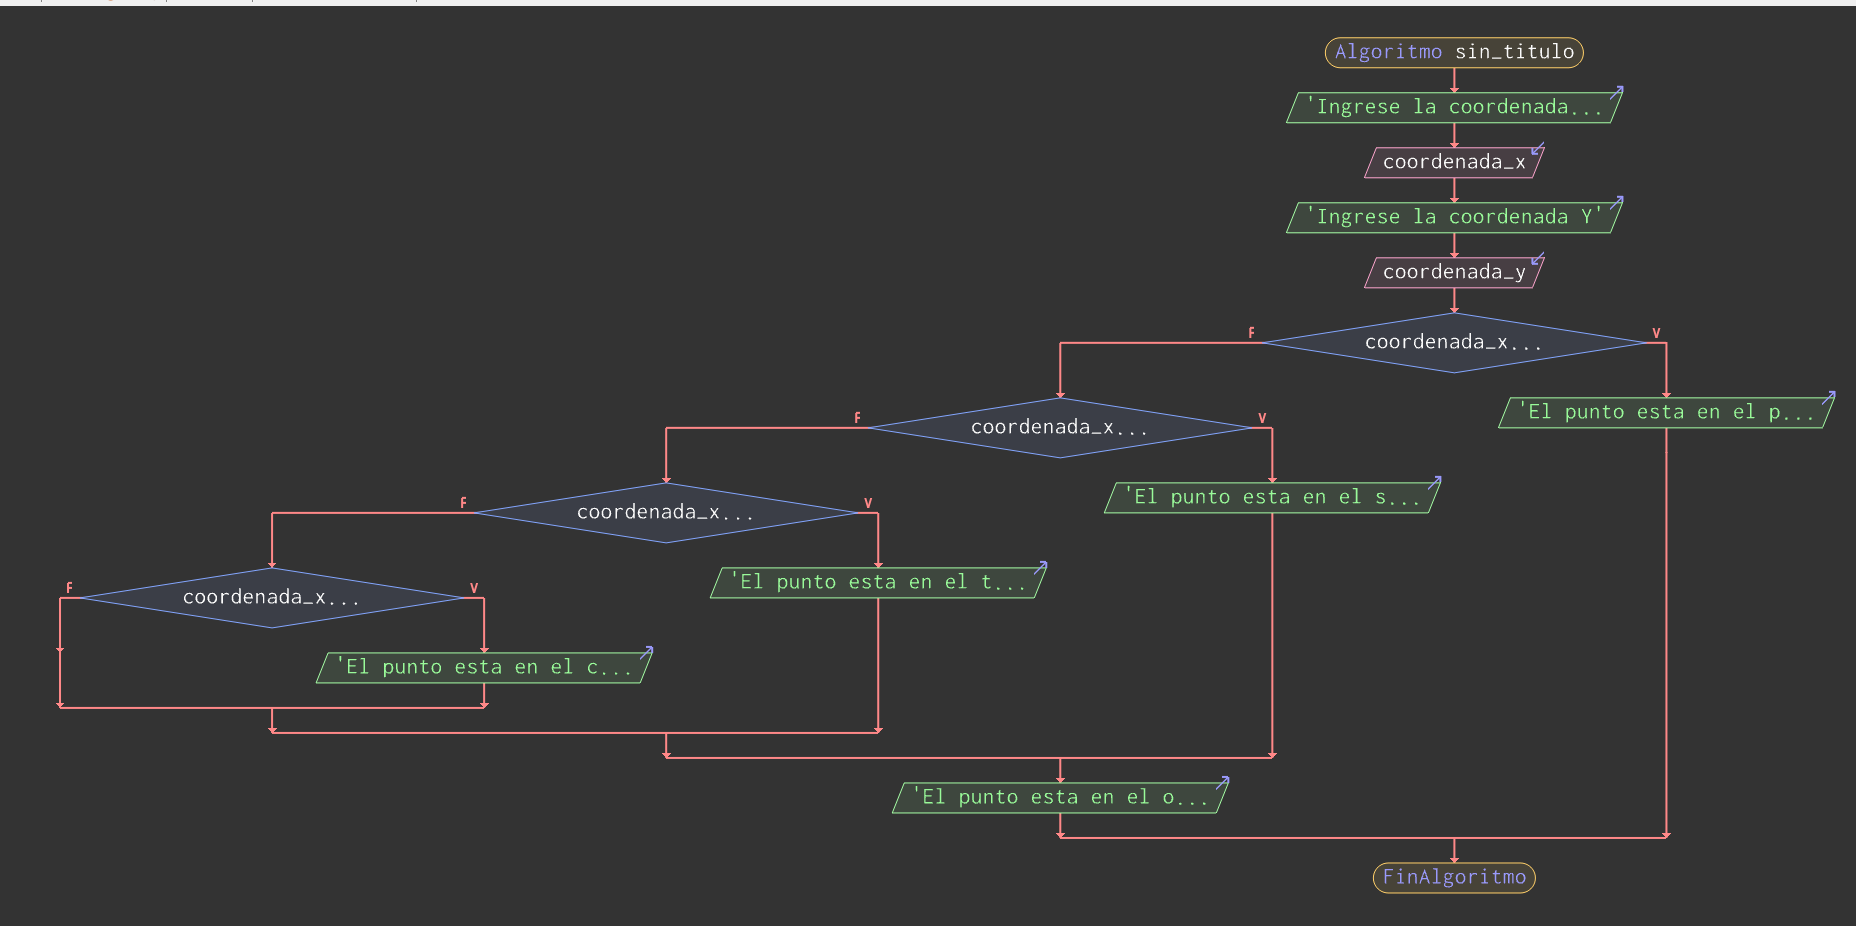 Algoritmo sin_titulo
'Ingrese la coordenada...
coordenada_x
'Ingrese la coordenada Y'
coordenada_y
F
V
coordenada_x...
F
V
'El punto esta en el p...
coordenada_x...
F
V
'El punto esta en el s...
coordenada_x...
F
V
'El punto esta en el t...
coordenada_x...
'El punto esta en el c...
'El punto esta en el o...
FinAlgoritmo